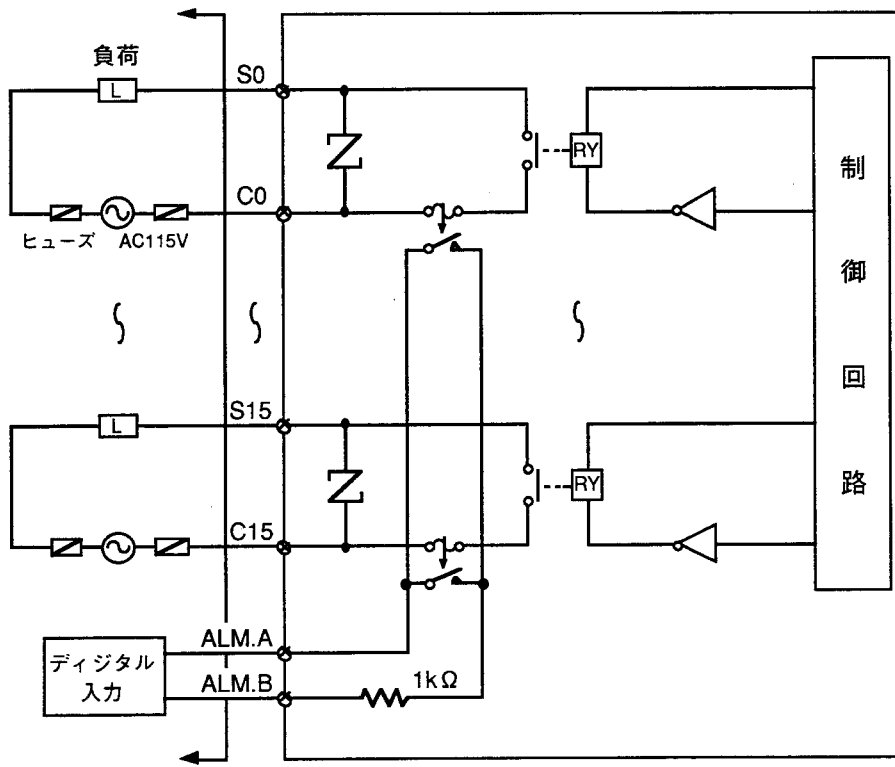 負荷
S0
L
RY
C0
ヒューズ
AC115V
制御回路
S15
L
RY
C15
ALM.A
ディジタル
入力
ALM.B
1kΩ